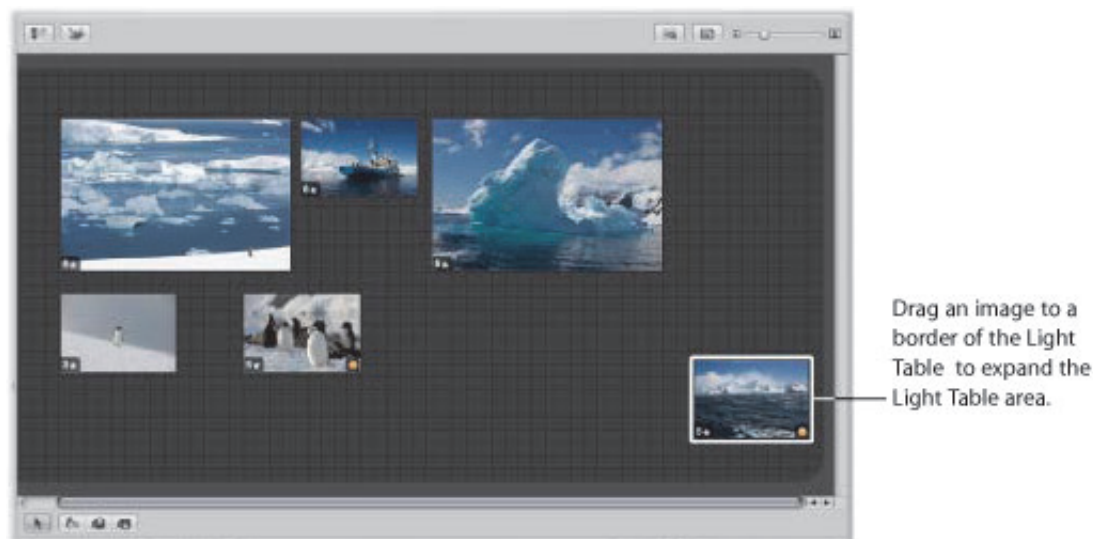 Drag an image to a
border of the Light
Table to expand the
Light Table area.